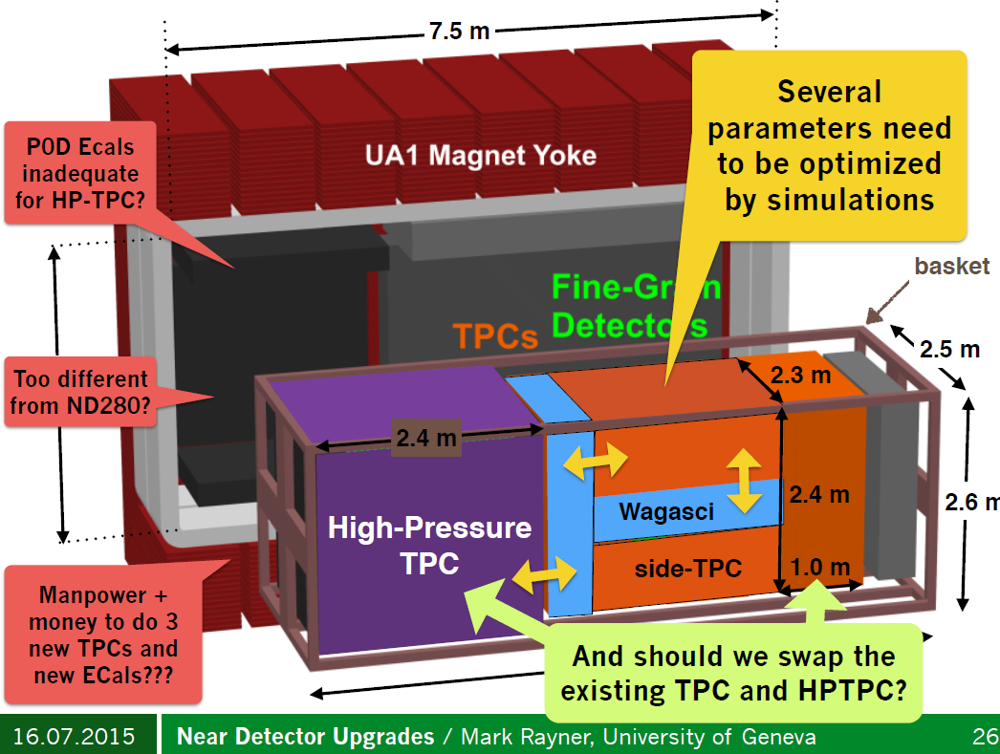 7.5 m
UA1 Magnet Yoke
Several
parameters need
to be optimized
by simulations
P0D Ecals
inadequate
for HP-TPC?
basket
Fine-Grain
Detectors
TPCs
2.5 m
2.3 m
Too different
from ND280?
2.4 m
2.4 m
2.6 m
Wagasci
High-Pressure
TPC
side-TPC
1.0 m
Manpower +
money to do 3
new TPCs and
new ECals???
And should we swap the
existing TPC and HPTPC?
16.07.2015
Near Detector Upgrades / Mark Rayner, University of Geneva
26